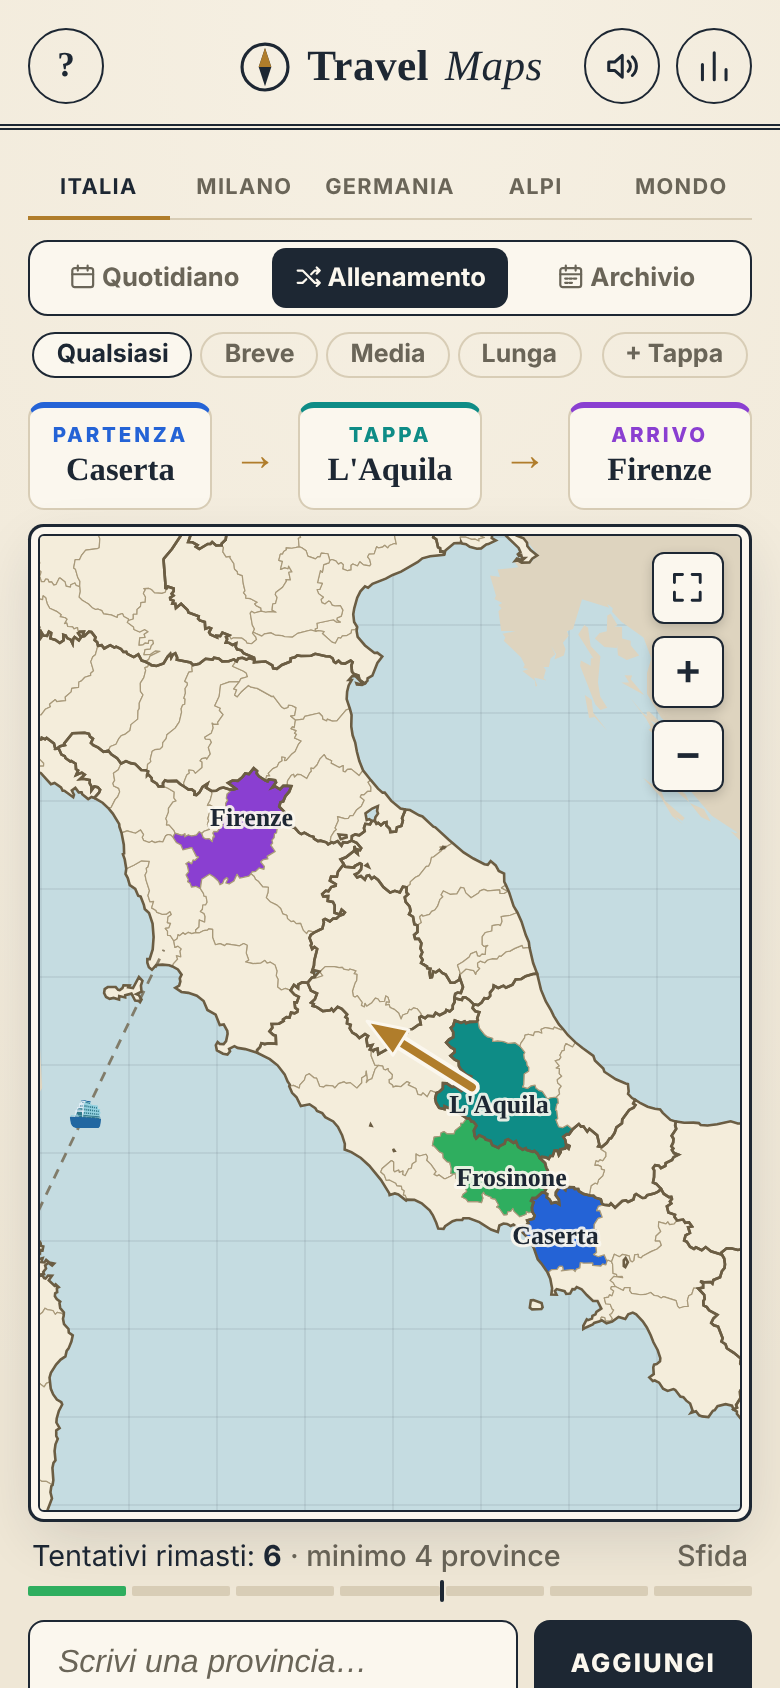 ?
Travel Maps
ITALIA MILANO GERMANIA ALPI MONDO
Quotidiano Allenamento Archivio
Qualsiasi Breve Media Lunga + Tappa
PARTENZA → TAPPA → ARRIVO
Caserta L'Aquila Firenze
+
−
Firenze
L'Aquila
Frosinone
Caserta
Tentativi rimasti: 6 · minimo 4 province Sfida
Scrivi una provincia… AGGIUNGI